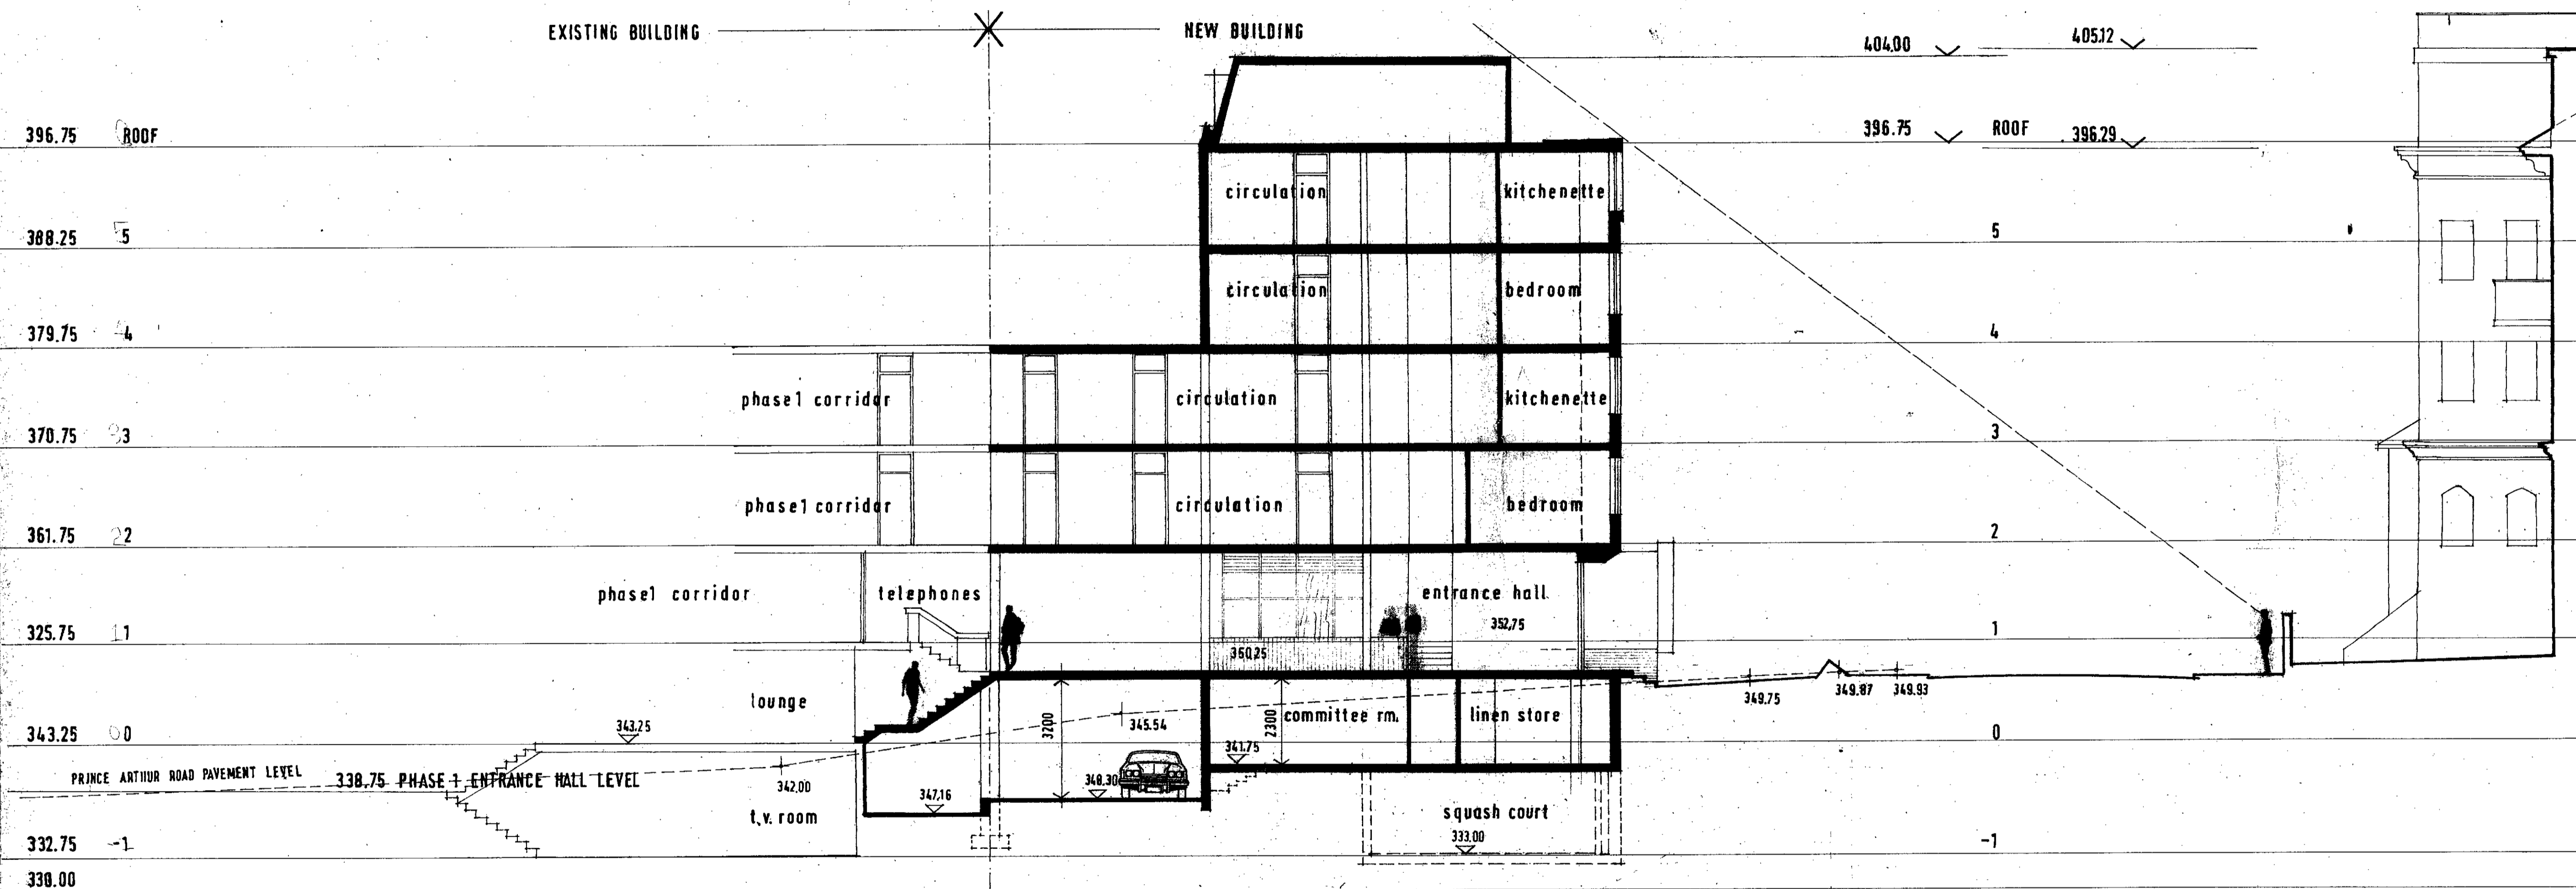 EXISTING BUILDING
NEW BUILDING
404.00
405.12
396.75 ROOF
396.75 ROOF 396.29
circulation kitchenette
388.25 5
5
circulation bedroom
379.75 4
4
phase1 corridor circulation kitchenette
370.75 3
3
phase1 corridor circulation bedroom
361.75 2
2
phase1 corridor telephones entrance hall
352,75
325.75 1
1
350,25
349.75
349.87
349.93
lounge
3200
2300
committee rm.
linen store
343.25
345.54
343.25 0
0
341.75
PRINCE ARTHUR ROAD PAVEMENT LEVEL
338.75 PHASE 1 ENTRANCE HALL LEVEL
342.00
347,16
348,30
t.v. room
squash court
333.00
332.75 -1
-1
330.00